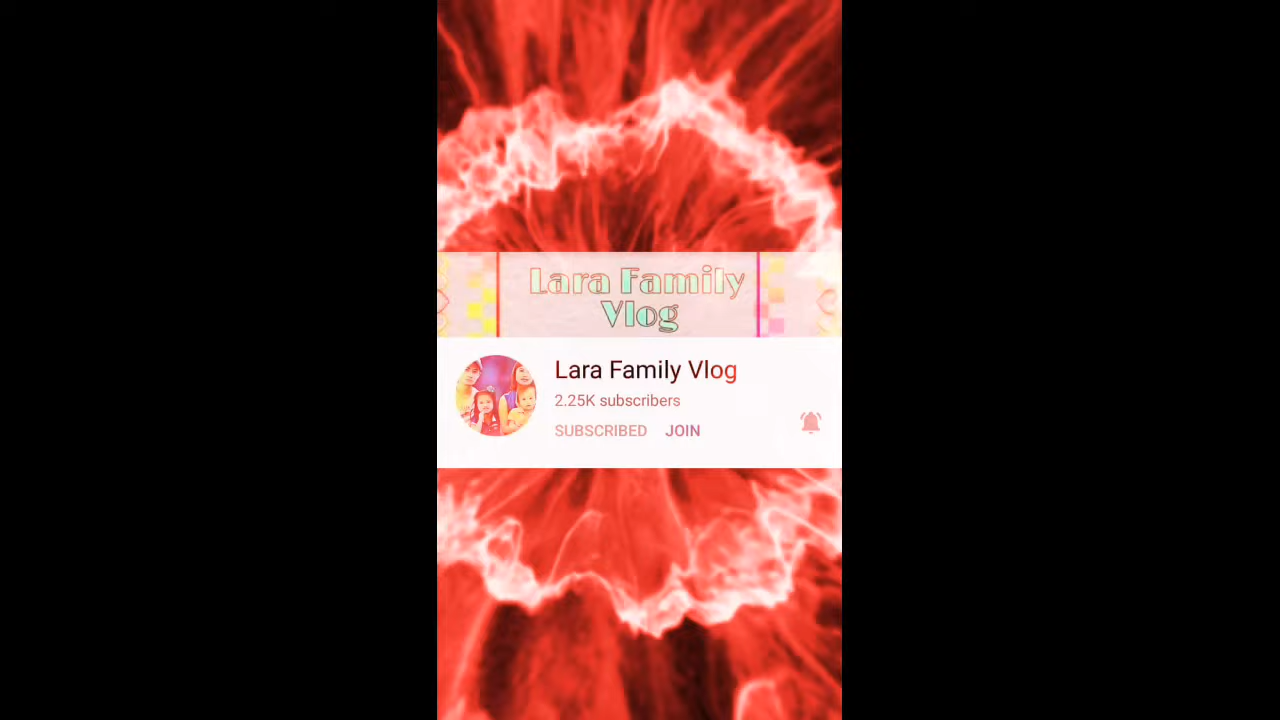 Lara Family
Vlog
Lara Family Vlog
2.25K subscribers
SUBSCRIBED JOIN